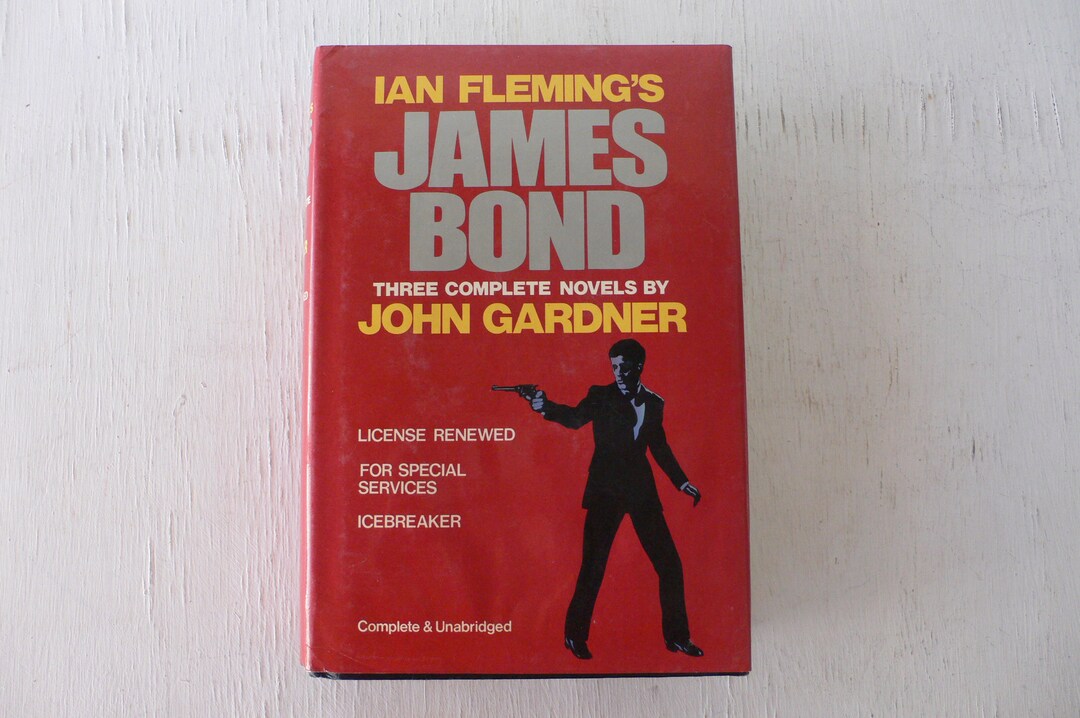 IAN FLEMING'S
JAMES
BOND
THREE COMPLETE NOVELS BY
JOHN GARDNER
LICENSE RENEWED
FOR SPECIAL
SERVICES
ICEBREAKER
Complete & Unabridged